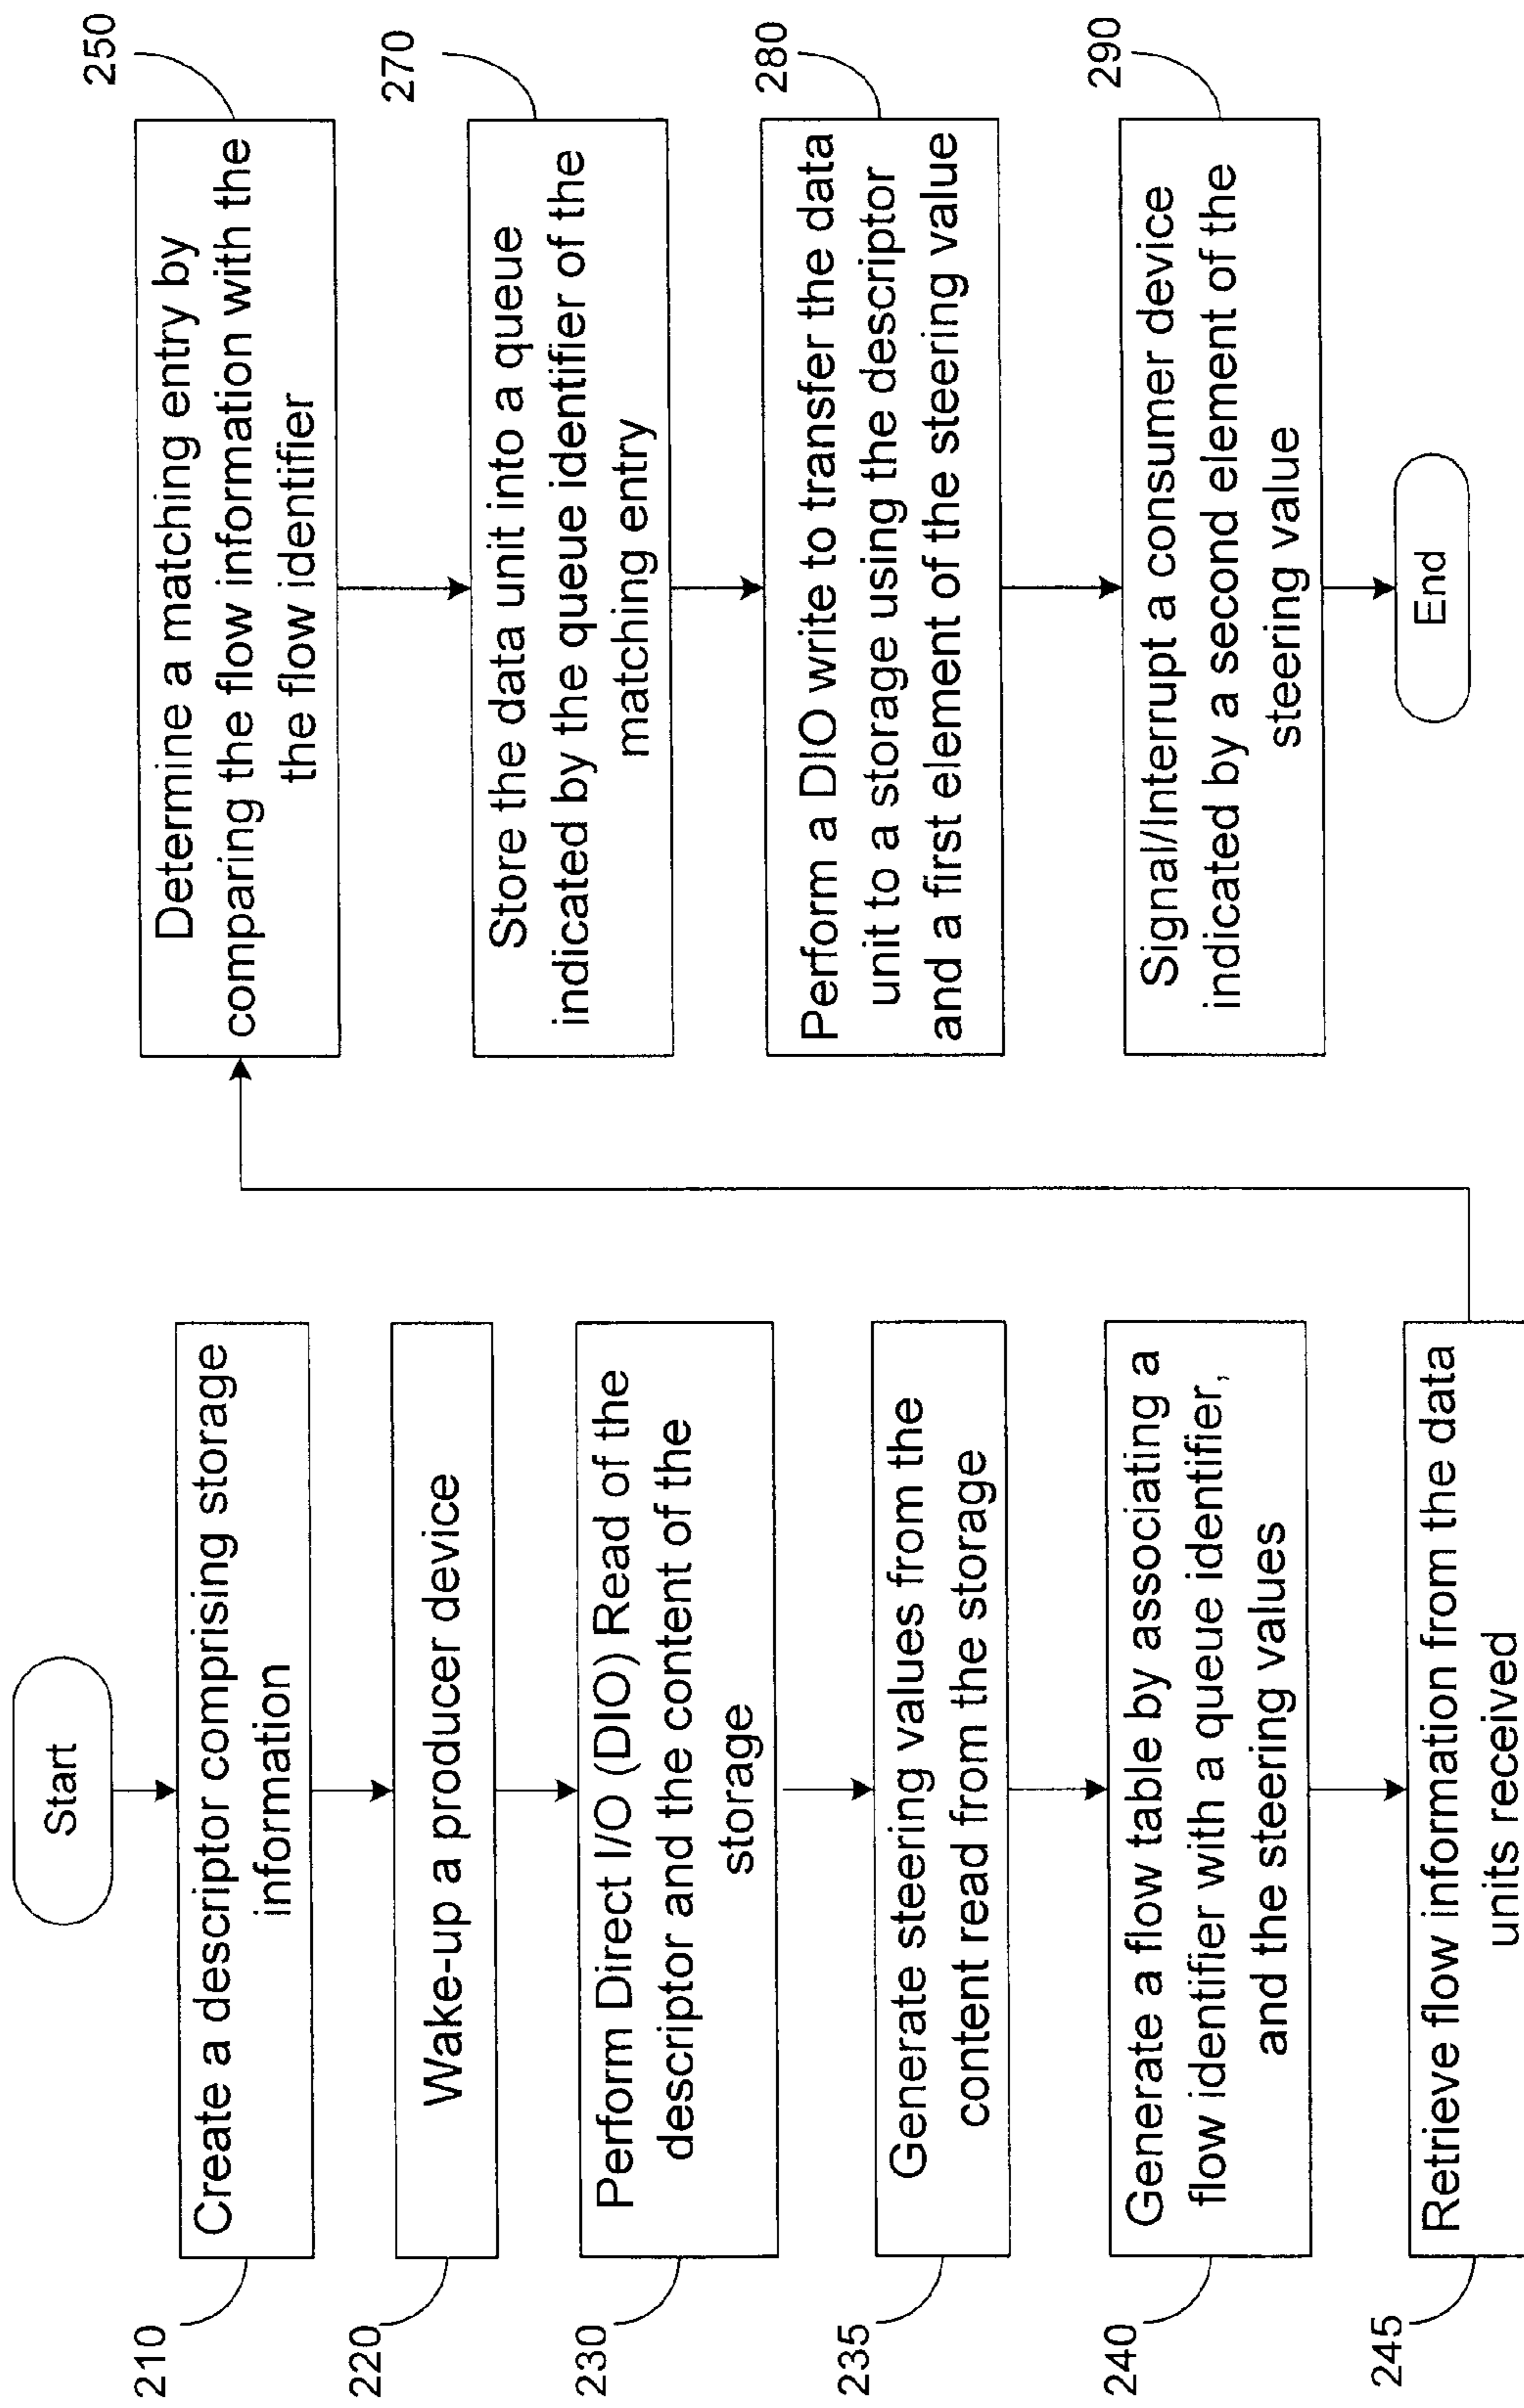 Start
210
Create a descriptor comprising storage
information
220
Wake-up a producer device
230
Perform Direct I/O (DIO) Read of the
descriptor and the content of the
storage
235
Generate steering values from the
content read from the storage
240
Generate a flow table by associating a
flow identifier with a queue identifier,
and the steering values
245
Retrieve flow information from the data
units received
250
Determine a matching entry by
comparing the flow information with the
the flow identifier
270
Store the data unit into a queue
indicated by the queue identifier of the
matching entry
280
Perform a DIO write to transfer the data
unit to a storage using the descriptor
and a first element of the steering value
290
Signal/Interrupt a consumer device
indicated by a second element of the
steering value
End